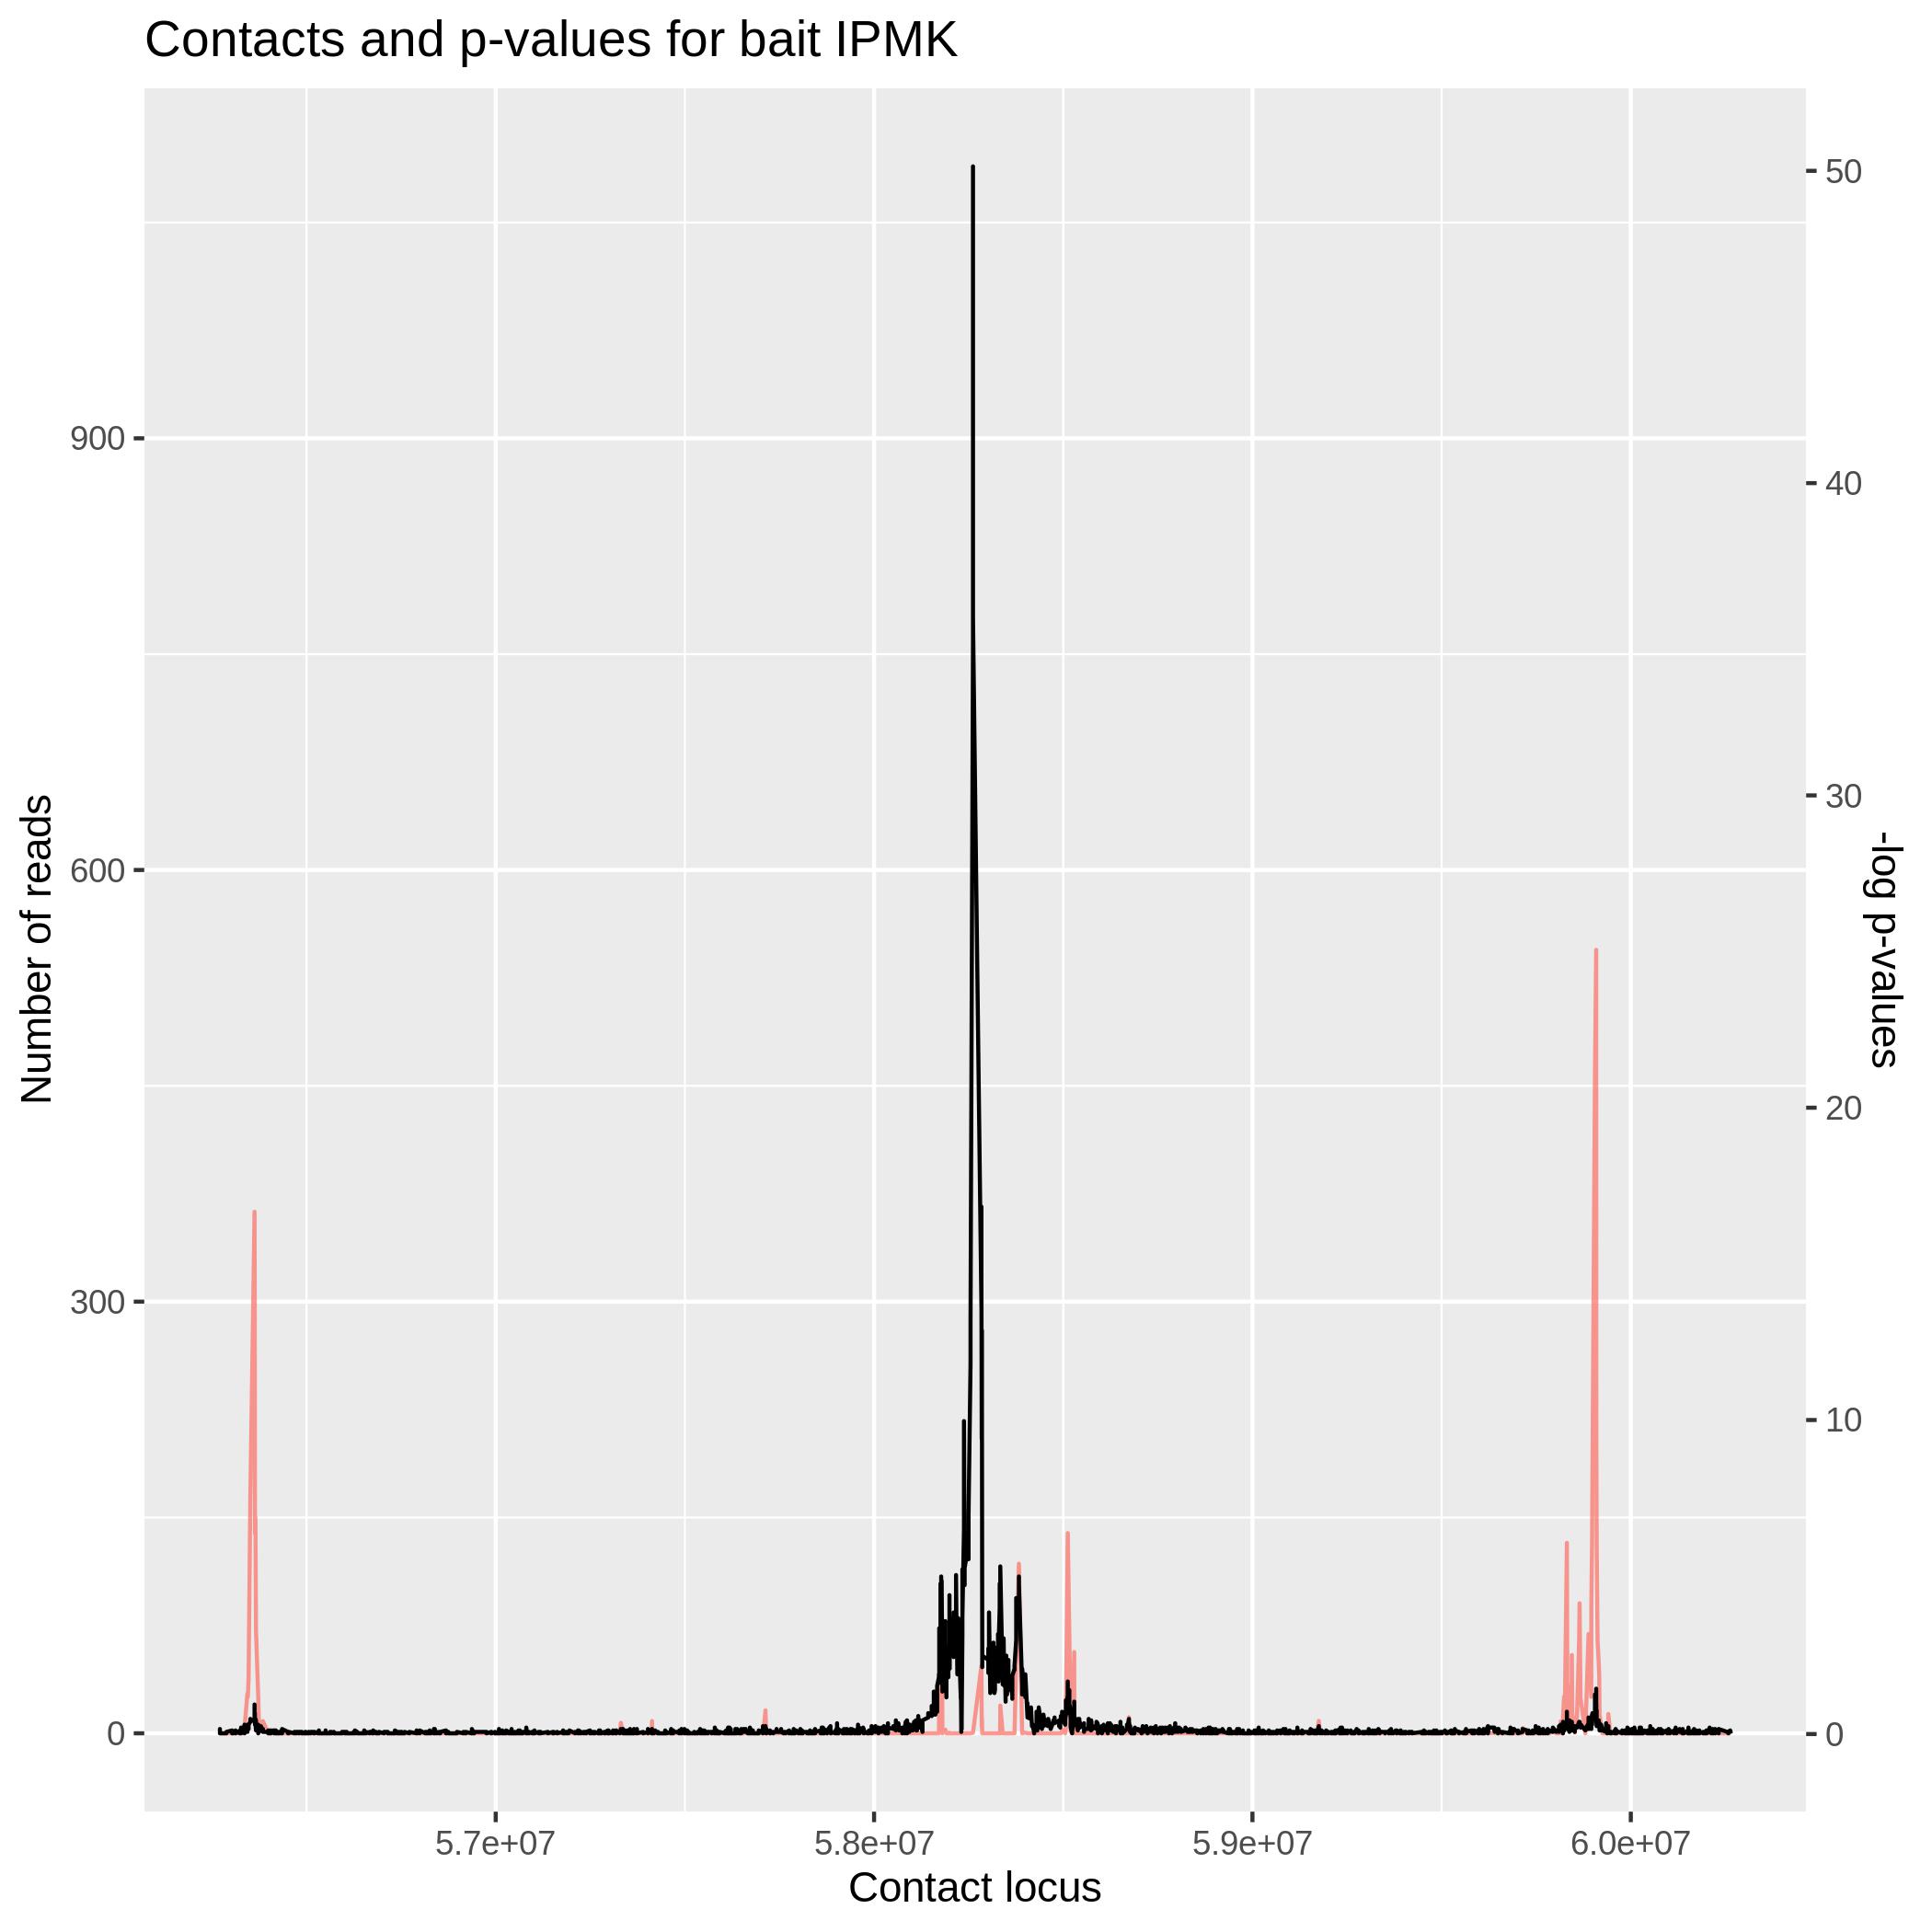 Contacts and p-values for bait IPMK
Number of reads
900
600
300
0
50
40
30
20
10
0
-log p-values
5.7e+07
5.8e+07
5.9e+07
6.0e+07
Contact locus